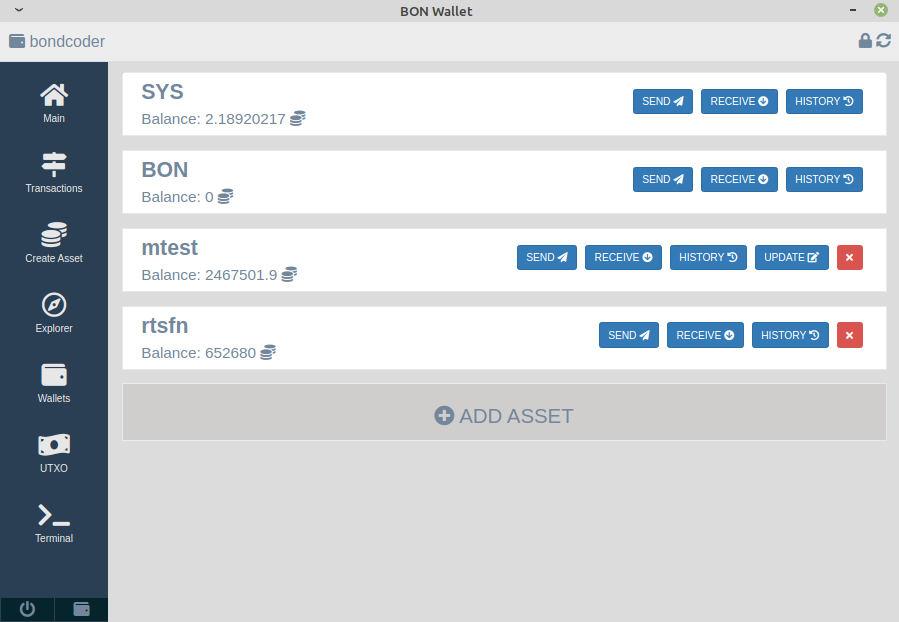 BON Wallet
bondcoder
Main
Transactions
Create Asset
Explorer
Wallets
UTXO
Terminal
SYS
Balance: 2.18920217
SEND RECEIVE HISTORY
BON
Balance: 0
SEND RECEIVE HISTORY
mtest
Balance: 2467501.9
SEND RECEIVE HISTORY UPDATE
rtsfn
Balance: 652680
SEND RECEIVE HISTORY
ADD ASSET